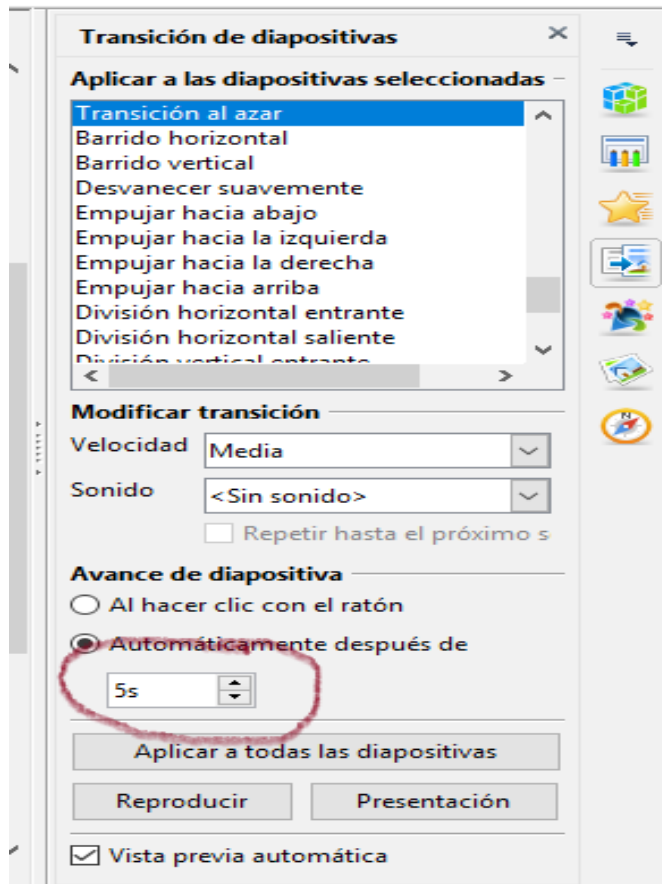 Transición de diapositivas
Aplicar a las diapositivas seleccionadas
Transición al azar
Barrido horizontal
Barrido vertical
Desvanecer suavemente
Empujar hacia abajo
Empujar hacia la izquierda
Empujar hacia la derecha
Empujar hacia arriba
División horizontal entrante
División horizontal saliente
División vertical entrante
Modificar transición
Velocidad Media
Sonido <Sin sonido>
Repetir hasta el próximo s
Avance de diapositiva
Al hacer clic con el ratón
Automáticamente después de
5s
Aplicar a todas las diapositivas
Reproducir Presentación
Vista previa automática